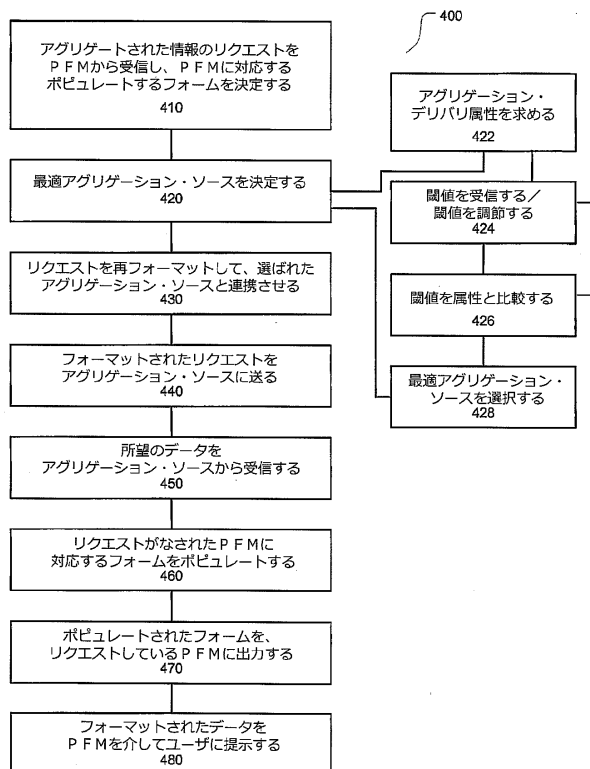 400
アグリゲートされた情報のリクエストを
ＰＦＭから受信し、ＰＦＭに対応する
ポピュレートするフォームを決定する
410
最適アグリゲーション・ソースを決定する
420
リクエストを再フォーマットして、選ばれた
アグリゲーション・ソースと連携させる
430
フォーマットされたリクエストを
アグリゲーション・ソースに送る
440
所望のデータを
アグリゲーション・ソースから受信する
450
リクエストがなされたＰＦＭに
対応するフォームをポピュレートする
460
ポピュレートされたフォームを、
リクエストしているＰＦＭに出力する
470
フォーマットされたデータを
ＰＦＭを介してユーザに提示する
480
アグリゲーション・
デリバリ属性を求める
422
閾値を受信する／
閾値を調節する
424
閾値を属性と比較する
426
最適アグリゲーション・
ソースを選択する
428